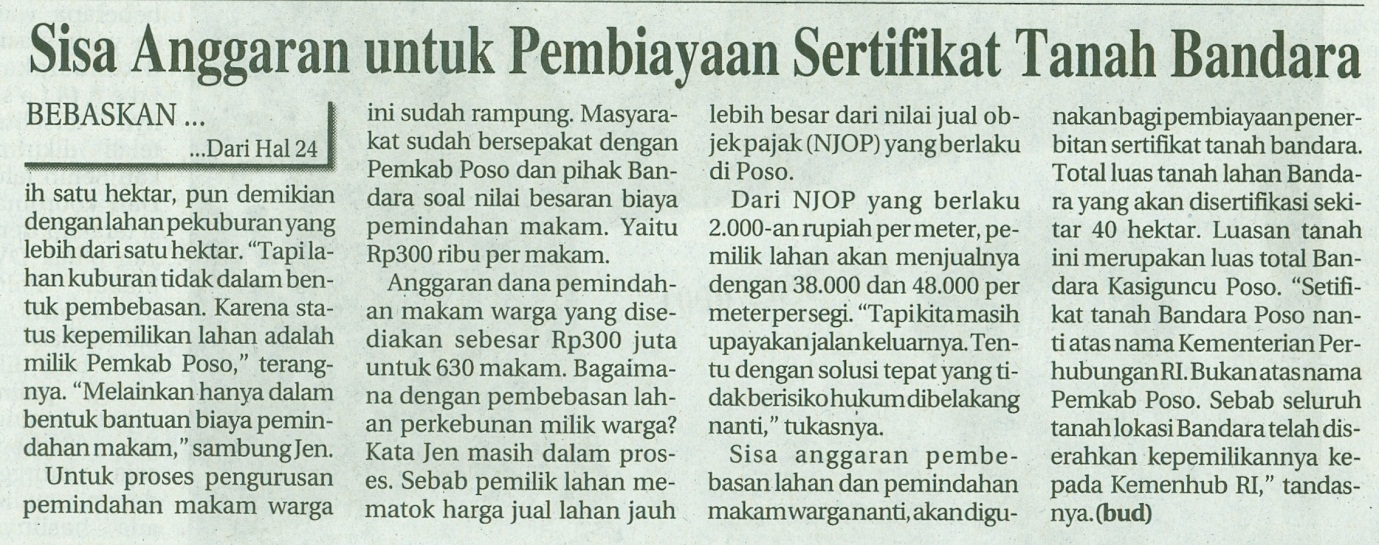 Sisa Anggaran untuk Pembiayaan Sertifikat Tanah Bandara
BEBASKAN ...
...Dari Hal 24
ih satu hektar, pun demikian
dengan lahan pekuburan yang
lebih dari satu hektar. “Tapi la-
han kuburan tidak dalam ben-
tuk pembebasan. Karena sta-
tus kepemilikan lahan adalah
milik Pemkab Poso,” terang-
nya. “Melainkan hanya dalam
bentuk bantuan biaya pemin-
dahan makam,” sambung Jen.
Untuk proses pengurusan
pemindahan makam warga
ini sudah rampung. Masyara-
kat sudah bersepakat dengan
Pemkab Poso dan pihak Ban-
dara soal nilai besaran biaya
pemindahan makam. Yaitu
Rp300 ribu per makam.
Anggaran dana pemindah-
an makam warga yang dise-
diakan sebesar Rp300 juta
untuk 630 makam. Bagaima-
na dengan pembebasan lah-
an perkebunan milik warga?
Kata Jen masih dalam pros-
es. Sebab pemilik lahan me-
matok harga jual lahan jauh
lebih besar dari nilai jual ob-
jek pajak (NJOP) yang berlaku
di Poso.
Dari NJOP yang berlaku
2.000-an rupiah per meter, pe-
milik lahan akan menjualnya
dengan 38.000 dan 48.000 per
meter persegi. “Tapi kita masih
upayakan jalan keluarnya. Ten-
tu dengan solusi tepat yang ti-
dak berisiko hukum dibelakang
nanti,” tukasnya.
Sisa anggaran pembe-
basan lahan dan pemindahan
makam warga nanti, akan digu-
nakan bagi pembiayaan pener-
bitan sertifikat tanah bandara.
Total luas tanah lahan Banda-
ra yang akan disertifikasi seki-
tar 40 hektar. Luasan tanah
ini merupakan luas total Ban-
dara Kasiguncu Poso. “Setifi-
kat tanah Bandara Poso nan-
ti atas nama Kementerian Per-
hubungan RI. Bukan atas nama
Pemkab Poso. Sebab seluruh
tanah lokasi Bandara telah dis-
erahkan kepemilikannya ke-
pada Kemenhub RI,” tandas-
nya. (bud)